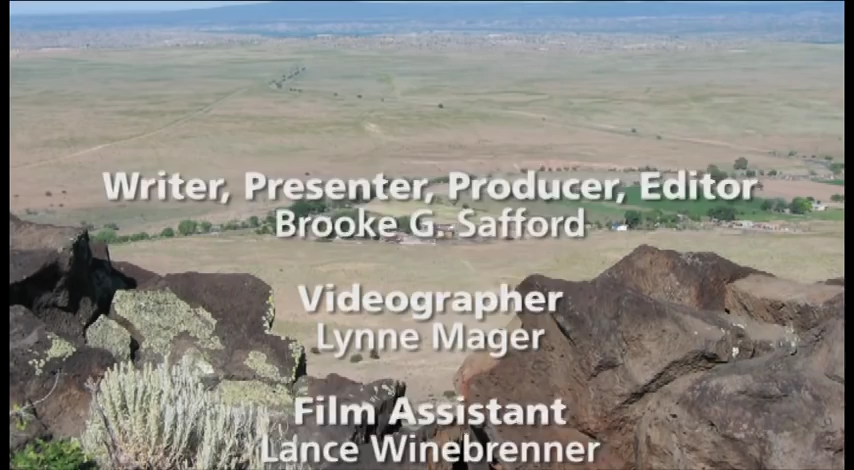 Writer, Presenter, Producer, Editor
Brooke G. Safford
Videographer
Lynne Mager
Film Assistant
Lance Winebrenner